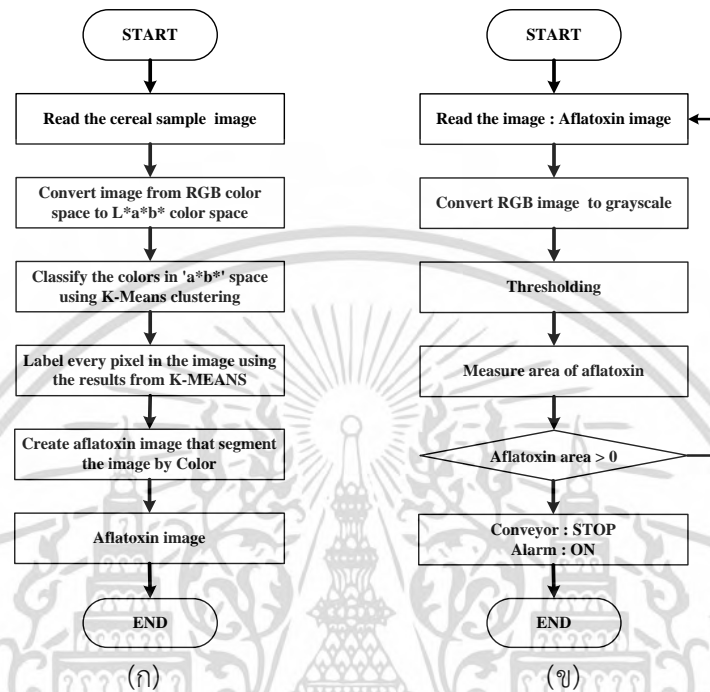 START
Read the cereal sample image
Convert image from RGB color
space to L*a*b* color space
Classify the colors in 'a*b*' space
using K-Means clustering
Label every pixel in the image using
the results from K-MEANS
Create aflatoxin image that segment
the image by Color
Aflatoxin image
END
(ก)
START
Read the image : Aflatoxin image
Convert RGB image to grayscale
Thresholding
Measure area of aflatoxin
Aflatoxin area > 0
Conveyor : STOP
Alarm : ON
END
(ข)